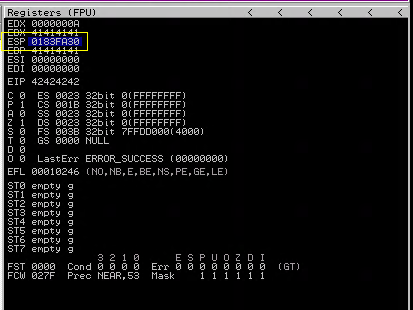 Registers (FPU) < < < < < <
EDX 0000000A
EBX 41414141
ESP 0183FA30
EBP 41414141
ESI 00000000
EDI 00000000
EIP 42424242
C 0 ES 0023 32bit 0(FFFFFFFF)
P 1 CS 001B 32bit 0(FFFFFFFF)
A 0 SS 0023 32bit 0(FFFFFFFF)
Z 1 DS 0023 32bit 0(FFFFFFFF)
S 0 FS 003B 32bit 7FFDD000(4000)
T 0 GS 0000 NULL
D 0
O 0 LastErr ERROR_SUCCESS (00000000)
EFL 00010246 (NO,NB,E,BE,NS,PE,GE,LE)
ST0 empty g
ST1 empty g
ST2 empty g
ST3 empty g
ST4 empty g
ST5 empty g
ST6 empty g
ST7 empty g
3 2 1 0 E S P U O Z D I
FST 0000 Cond 0 0 0 0 Err 0 0 0 0 0 0 0 0 (GT)
FCW 027F Prec NEAR,53 Mask 1 1 1 1 1 1